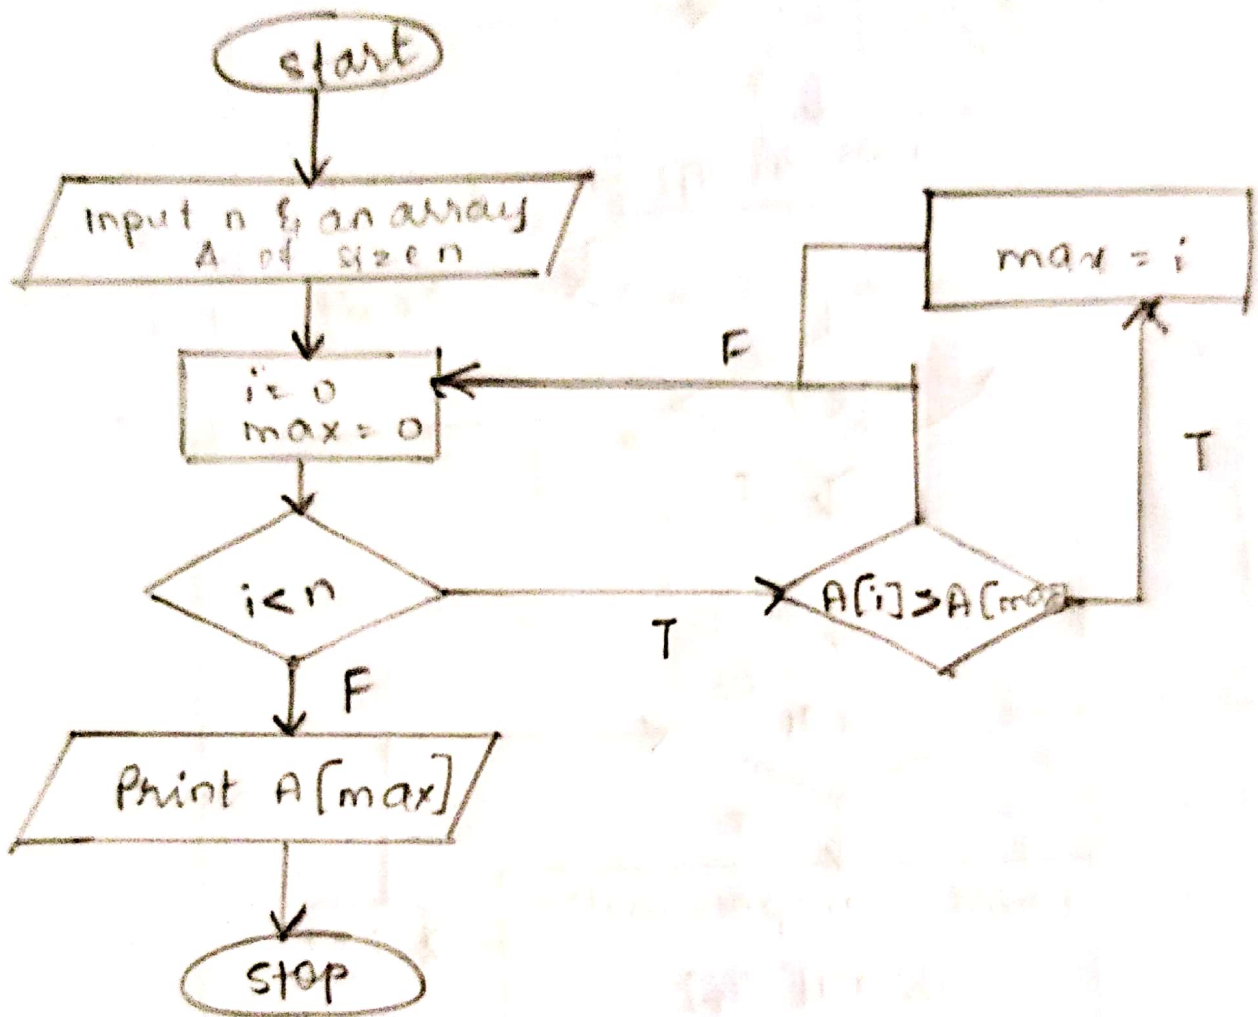 start
Input n & an array
A of size n
i = 0
max = 0
max = i
F
T
i<n
T
A[i]>A[max]
F
Print A[max]
stop